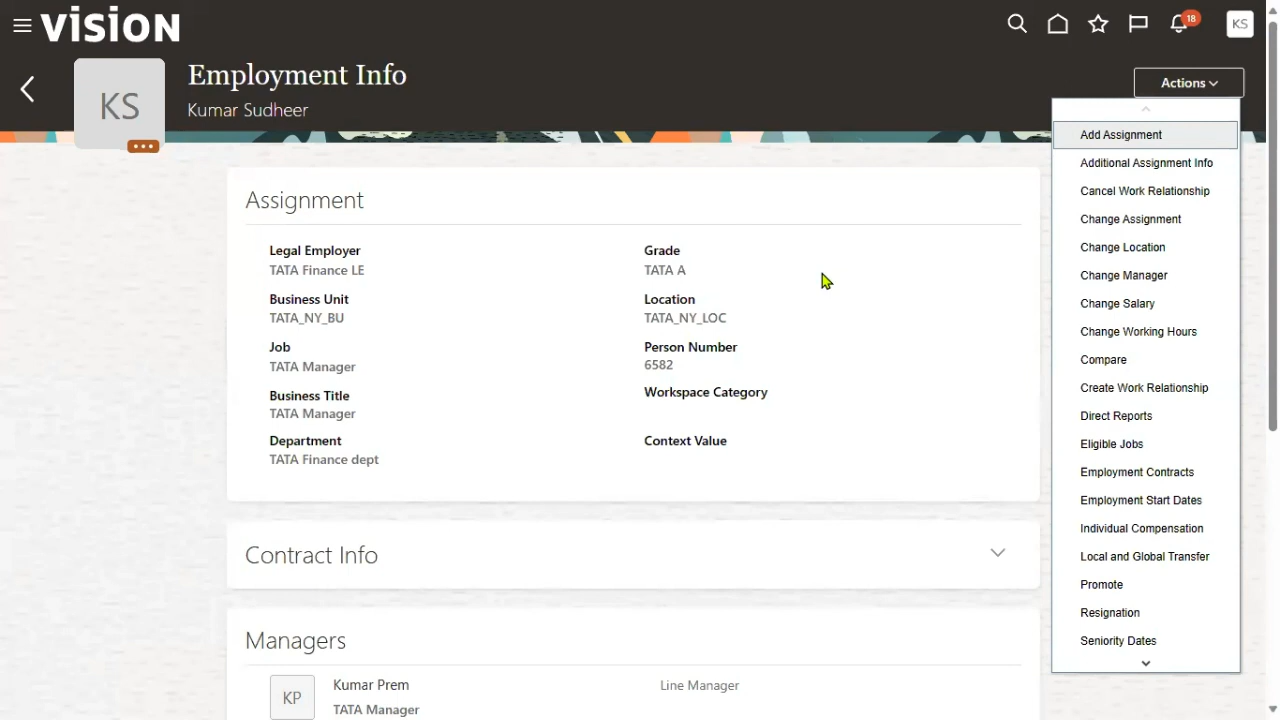 vision
18
KS
KS
Employment Info
Kumar Sudheer
Actions
Add Assignment
Additional Assignment Info
Cancel Work Relationship
Change Assignment
Change Location
Change Manager
Change Salary
Change Working Hours
Compare
Create Work Relationship
Direct Reports
Eligible Jobs
Employment Contracts
Employment Start Dates
Individual Compensation
Local and Global Transfer
Promote
Resignation
Seniority Dates
Assignment
Legal Employer
TATA Finance LE
Business Unit
TATA_NY_BU
Job
TATA Manager
Business Title
TATA Manager
Department
TATA Finance dept
Grade
TATA A
Location
TATA_NY_LOC
Person Number
6582
Workspace Category
Context Value
Contract Info
Managers
KP
Kumar Prem
TATA Manager
Line Manager